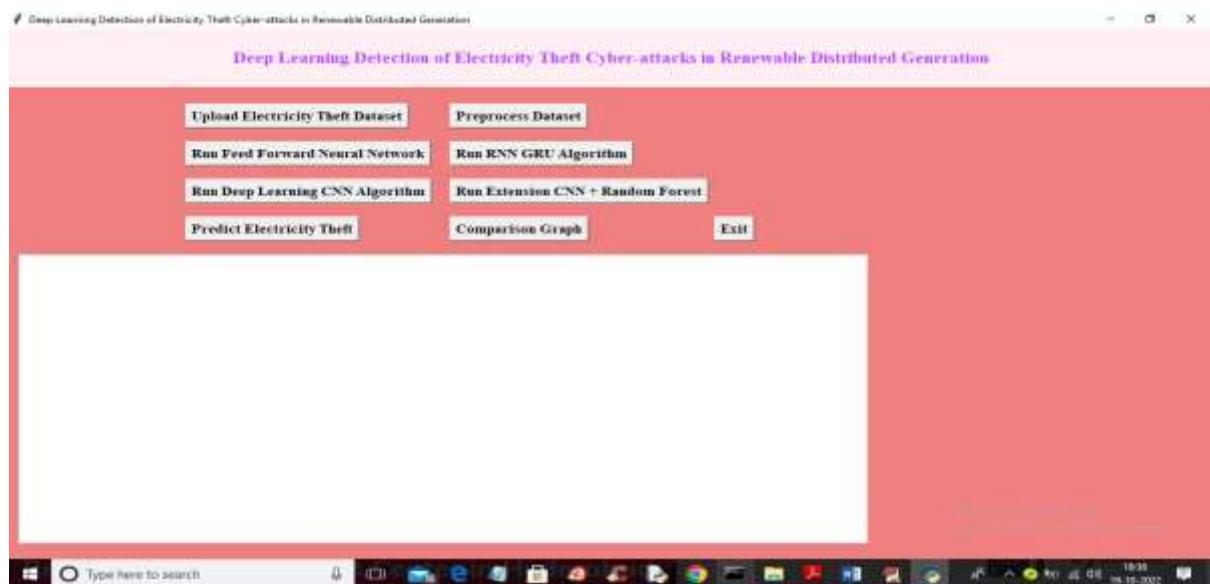 Deep Learning Detection of Electricity Theft Cyber-attacks in Renewable Distributed Generation
Deep Learning Detection of Electricity Theft Cyber-attacks in Renewable Distributed Generation
Upload Electricity Theft Dataset Preprocess Dataset
Run Feed Forward Neural Network Run RNN GRU Algorithm
Run Deep Learning CNN Algorithm Run Extension CNN + Random Forest
Predict Electricity Theft Comparison Graph Exit
Type here to search